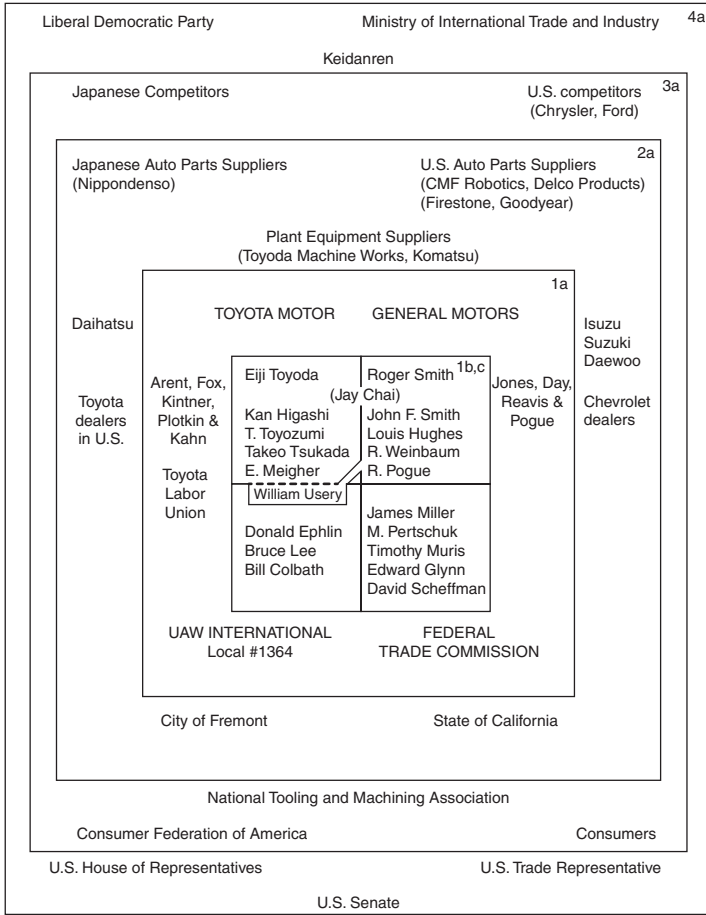 Liberal Democratic Party
Ministry of International Trade and Industry
4a
Keidanren
Japanese Competitors
U.S. competitors
(Chrysler, Ford)
3a
Japanese Auto Parts Suppliers
(Nippondenso)
U.S. Auto Parts Suppliers
(CMF Robotics, Delco Products)
(Firestone, Goodyear)
2a
Plant Equipment Suppliers
(Toyoda Machine Works, Komatsu)
1a
TOYOTA MOTOR
GENERAL MOTORS
Daihatsu
Toyota
dealers
in U.S.
Isuzu
Suzuki
Daewoo
Chevrolet
dealers
Arent, Fox,
Kintner,
Plotkin &
Kahn
Toyota
Labor
Union
Jones, Day,
Reavis &
Pogue
1b,c
Eiji Toyoda
Roger Smith
(Jay Chai)
Kan Higashi
T. Toyozumi
Takeo Tsukada
E. Meigher
John F. Smith
Louis Hughes
R. Weinbaum
R. Pogue
William Usery
Donald Ephlin
Bruce Lee
Bill Colbath
James Miller
M. Pertschuk
Timothy Muris
Edward Glynn
David Scheffman
UAW INTERNATIONAL
Local #1364
FEDERAL
TRADE COMMISSION
City of Fremont
State of California
National Tooling and Machining Association
Consumer Federation of America
Consumers
U.S. House of Representatives
U.S. Trade Representative
U.S. Senate